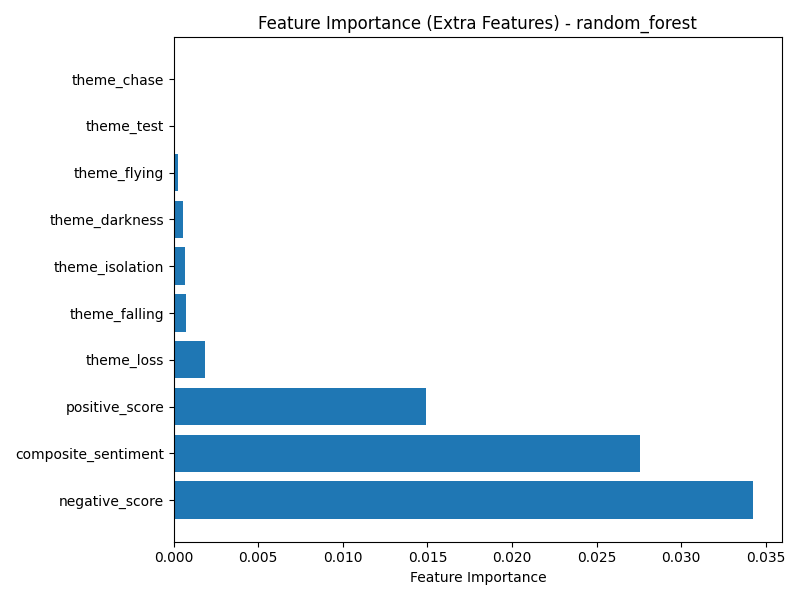 Feature Importance (Extra Features) - random_forest
theme_chase
theme_test
theme_flying
theme_darkness
theme_isolation
theme_falling
theme_loss
positive_score
composite_sentiment
negative_score
0.000 0.005 0.010 0.015 0.020 0.025 0.030 0.035
Feature Importance